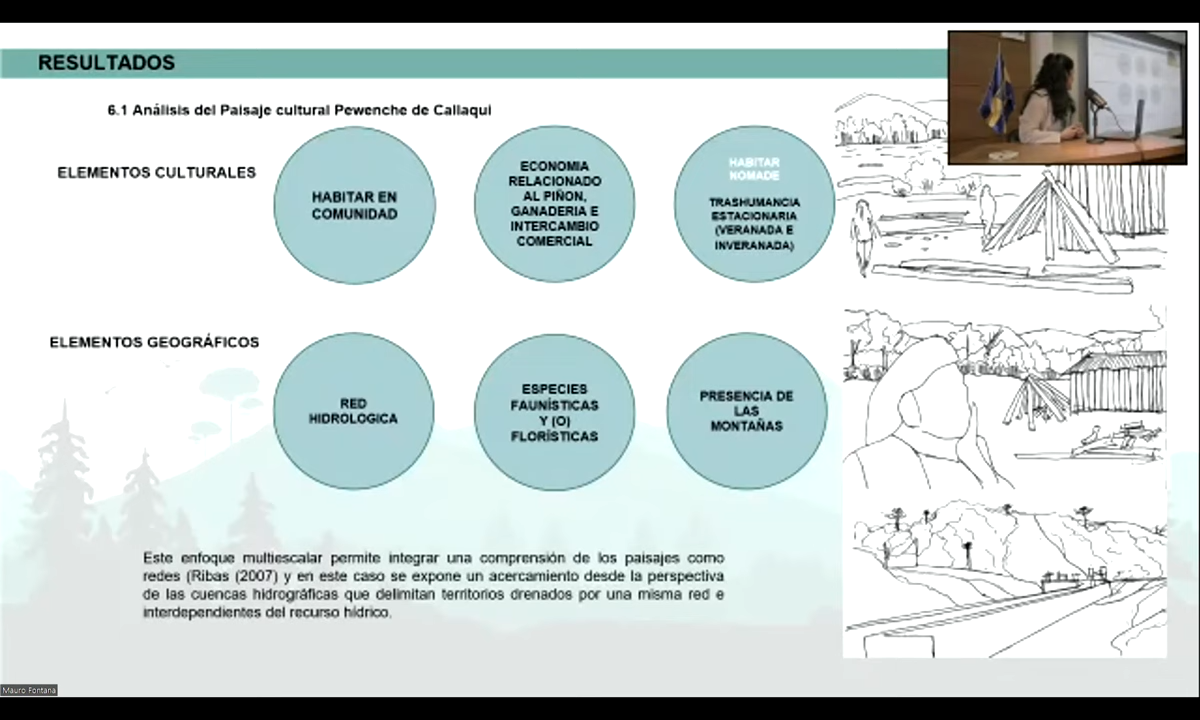 RESULTADOS
6.1 Análisis del Paisaje cultural Pewenche de Callaqui
ELEMENTOS CULTURALES
HABITAR EN
COMUNIDAD
ECONOMIA
RELACIONADO
AL PIÑON,
GANADERIA E
INTERCAMBIO
COMERCIAL
HABITAR
NOMADE
TRASHUMANCIA
ESTACIONARIA
(VERANADA E
INVERANADA)
ELEMENTOS GEOGRÁFICOS
RED
HIDROLOGICA
ESPECIES
FAUNÍSTICAS
Y (O)
FLORÍSTICAS
PRESENCIA DE
LAS
MONTAÑAS
Este enfoque multiescalar permite integrar una comprensión de los paisajes como
redes (Ribas (2007) y en este caso se expone un acercamiento desde la perspectiva
de las cuencas hidrográficas que delimitan territorios drenados por una misma red e
interdependientes del recurso hídrico.
Mauro Fontana